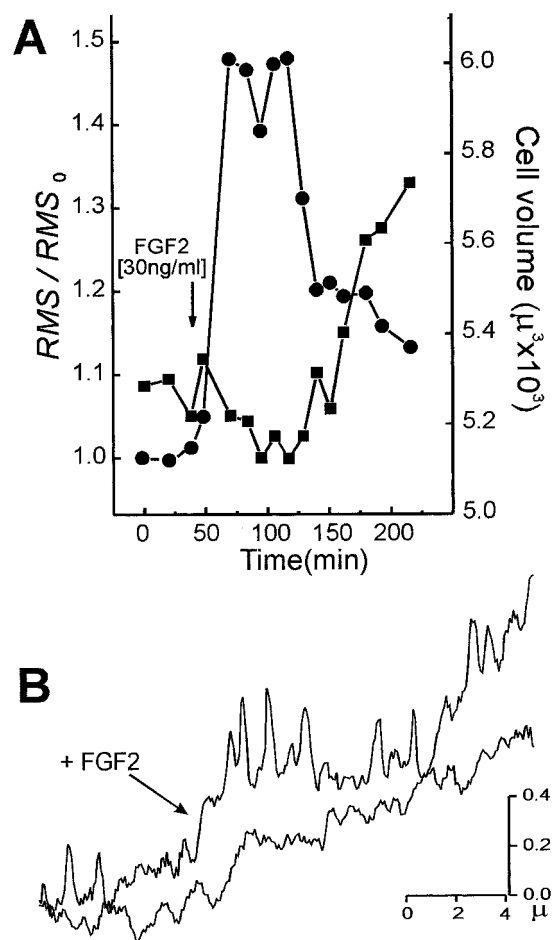 A
1.5
1.4
1.3
1.2
1.1
1.0
RMS / RMS₀
FGF2
[30ng/ml]
6.0
5.8
5.6
5.4
5.2
5.0
Cell volume (μ³x10³)
0 50 100 150 200
Time(min)
B
+ FGF2
0.4
0.2
0.0
0 2 4 μ